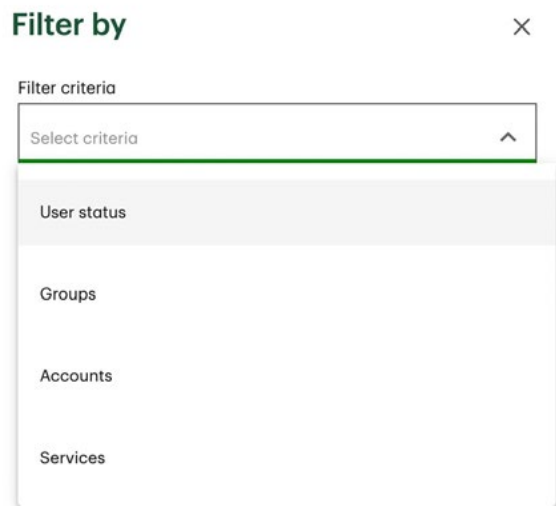 Filter by
Filter criteria
Select criteria
User status
Groups
Accounts
Services